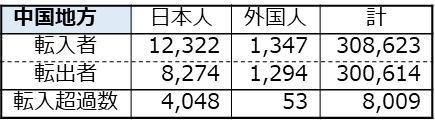 中国地方 日本人 外国人 計
転入者 12,322 1,347 308,623
転出者 8,274 1,294 300,614
転入超過数 4,048 53 8,009